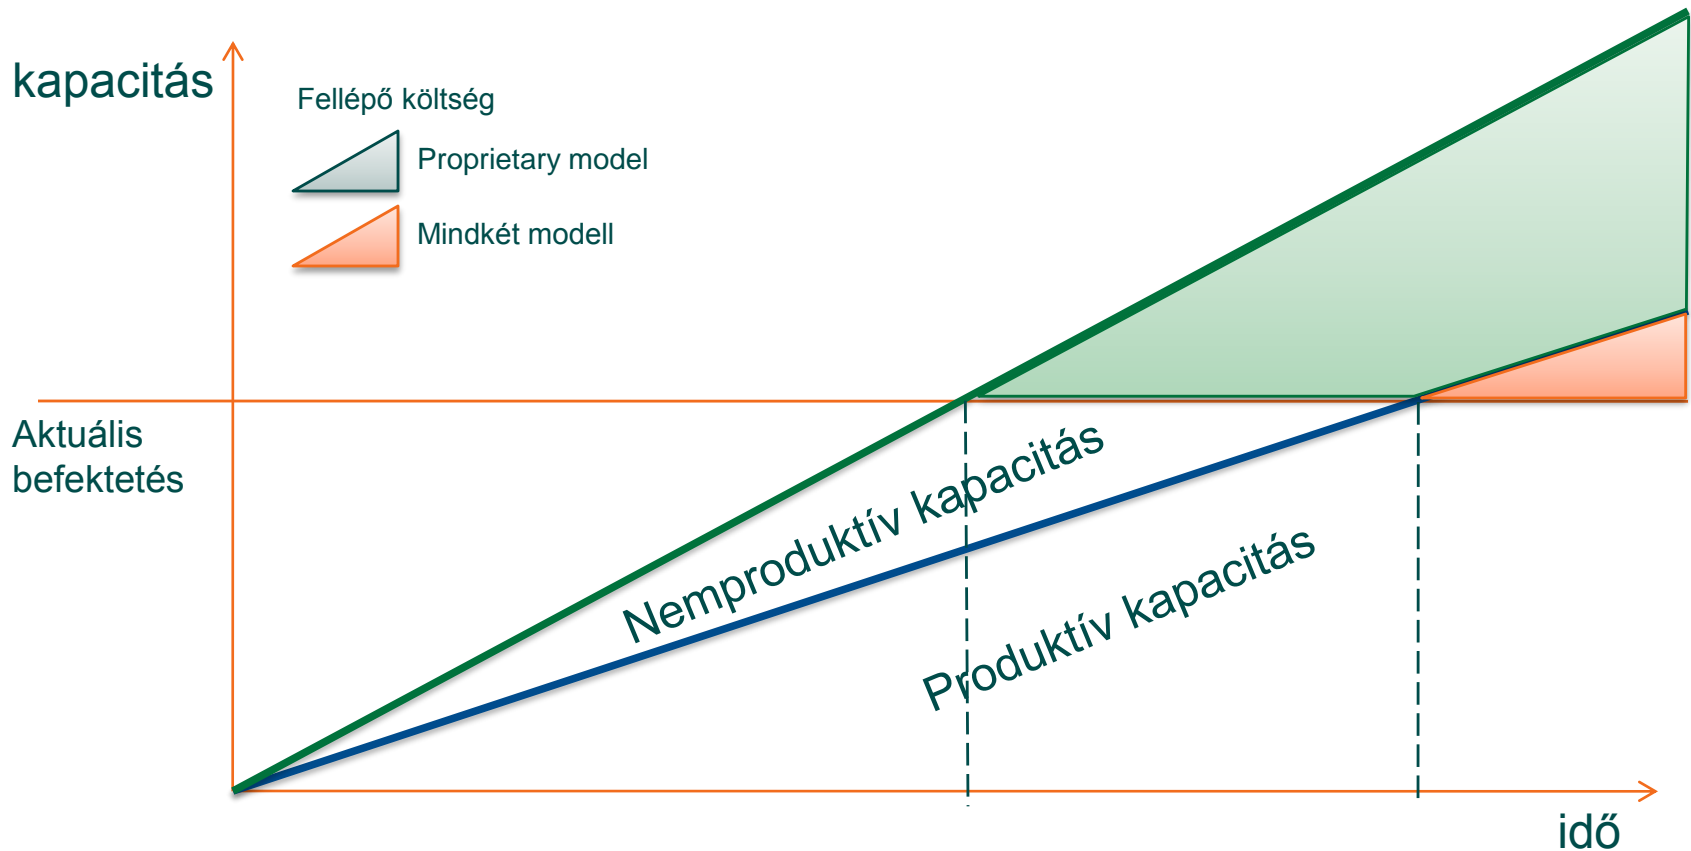 kapacitás
Fellépő költség
Proprietary model
Mindkét modell
Aktuális
befektetés
Nemproduktív kapacitás
Produktív kapacitás
idő